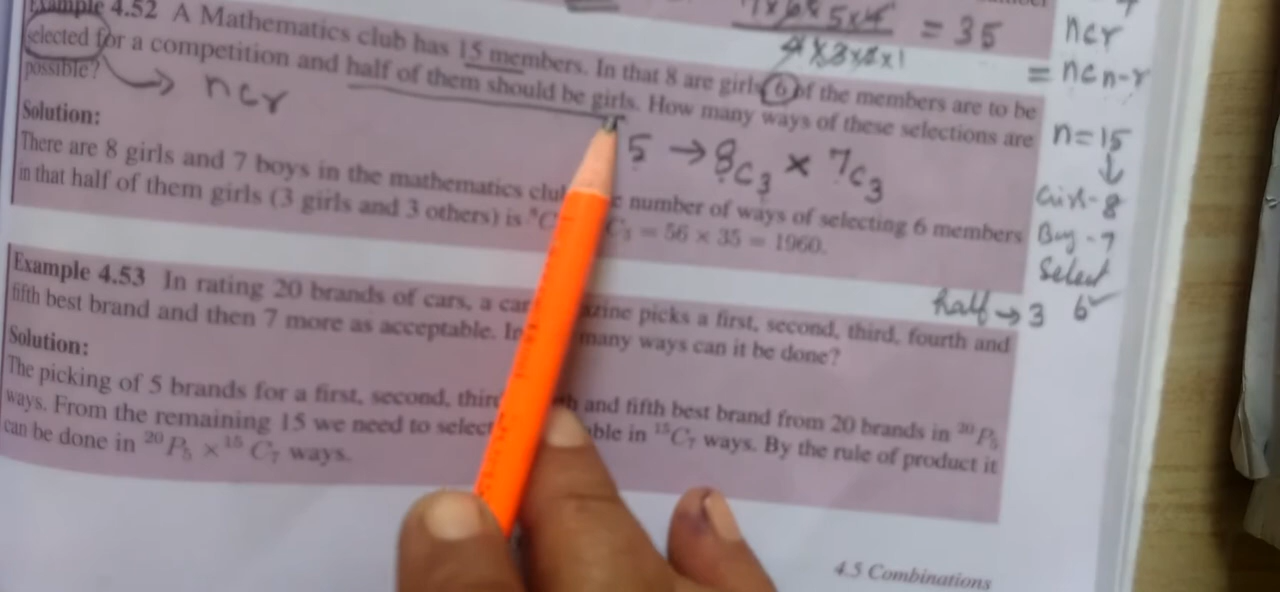 7x6x5x4 = 35
4x3x2x1
ncr
= ncn-r
Example 4.52 A Mathematics club has 15 members. In that 8 are girls. 6 of the members are to be
selected for a competition and half of them should be girls. How many ways of these selections are
possible?
ncr
n=15
Solution:
5 → 8c3 × 7c3
Girl-8
There are 8 girls and 7 boys in the mathematics number of ways of selecting 6 members
Boy-7
in that half of them girls (3 girls and 3 others) is = 56 × 35 = 1960.
Select
6
half → 3
Example 4.53 In rating 20 brands of cars, a car picks a first, second, third, fourth and
fifth best brand and then 7 more as acceptable. In many ways can it be done?
Solution:
The picking of 5 brands for a first, second, and fifth best brand from 20 brands in 20P5
ways. From the remaining 15 we need to select in 15C7 ways. By the rule of product it
can be done in 20P5 × 15C7 ways.
4.5 Combinations